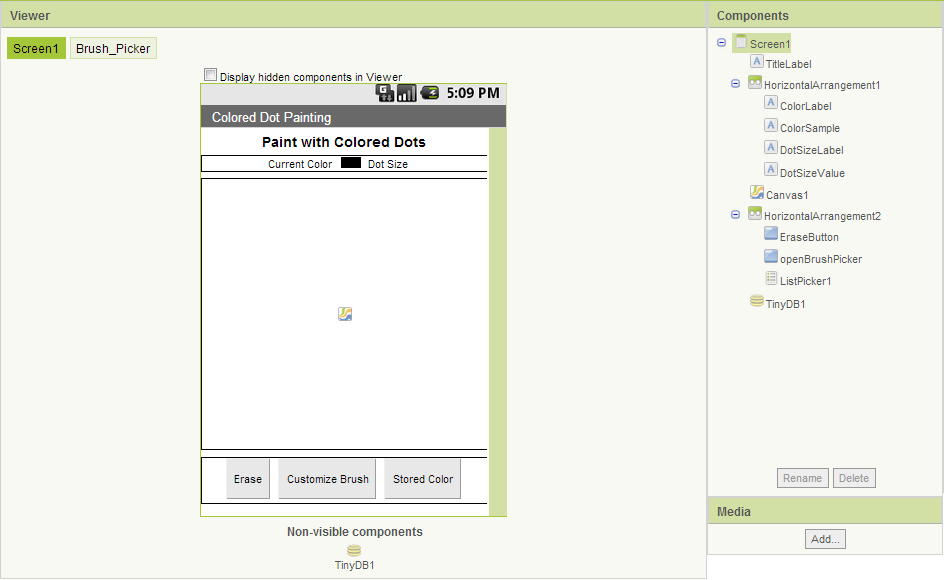 Viewer
Screen1 Brush_Picker
Display hidden components in Viewer
5:09 PM
Colored Dot Painting
Paint with Colored Dots
Current Color Dot Size
Erase Customize Brush Stored Color
Non-visible components
TinyDB1
Components
Screen1
TitleLabel
HorizontalArrangement1
ColorLabel
ColorSample
DotSizeLabel
DotSizeValue
Canvas1
HorizontalArrangement2
EraseButton
openBrushPicker
ListPicker1
TinyDB1
Rename Delete
Media
Add...